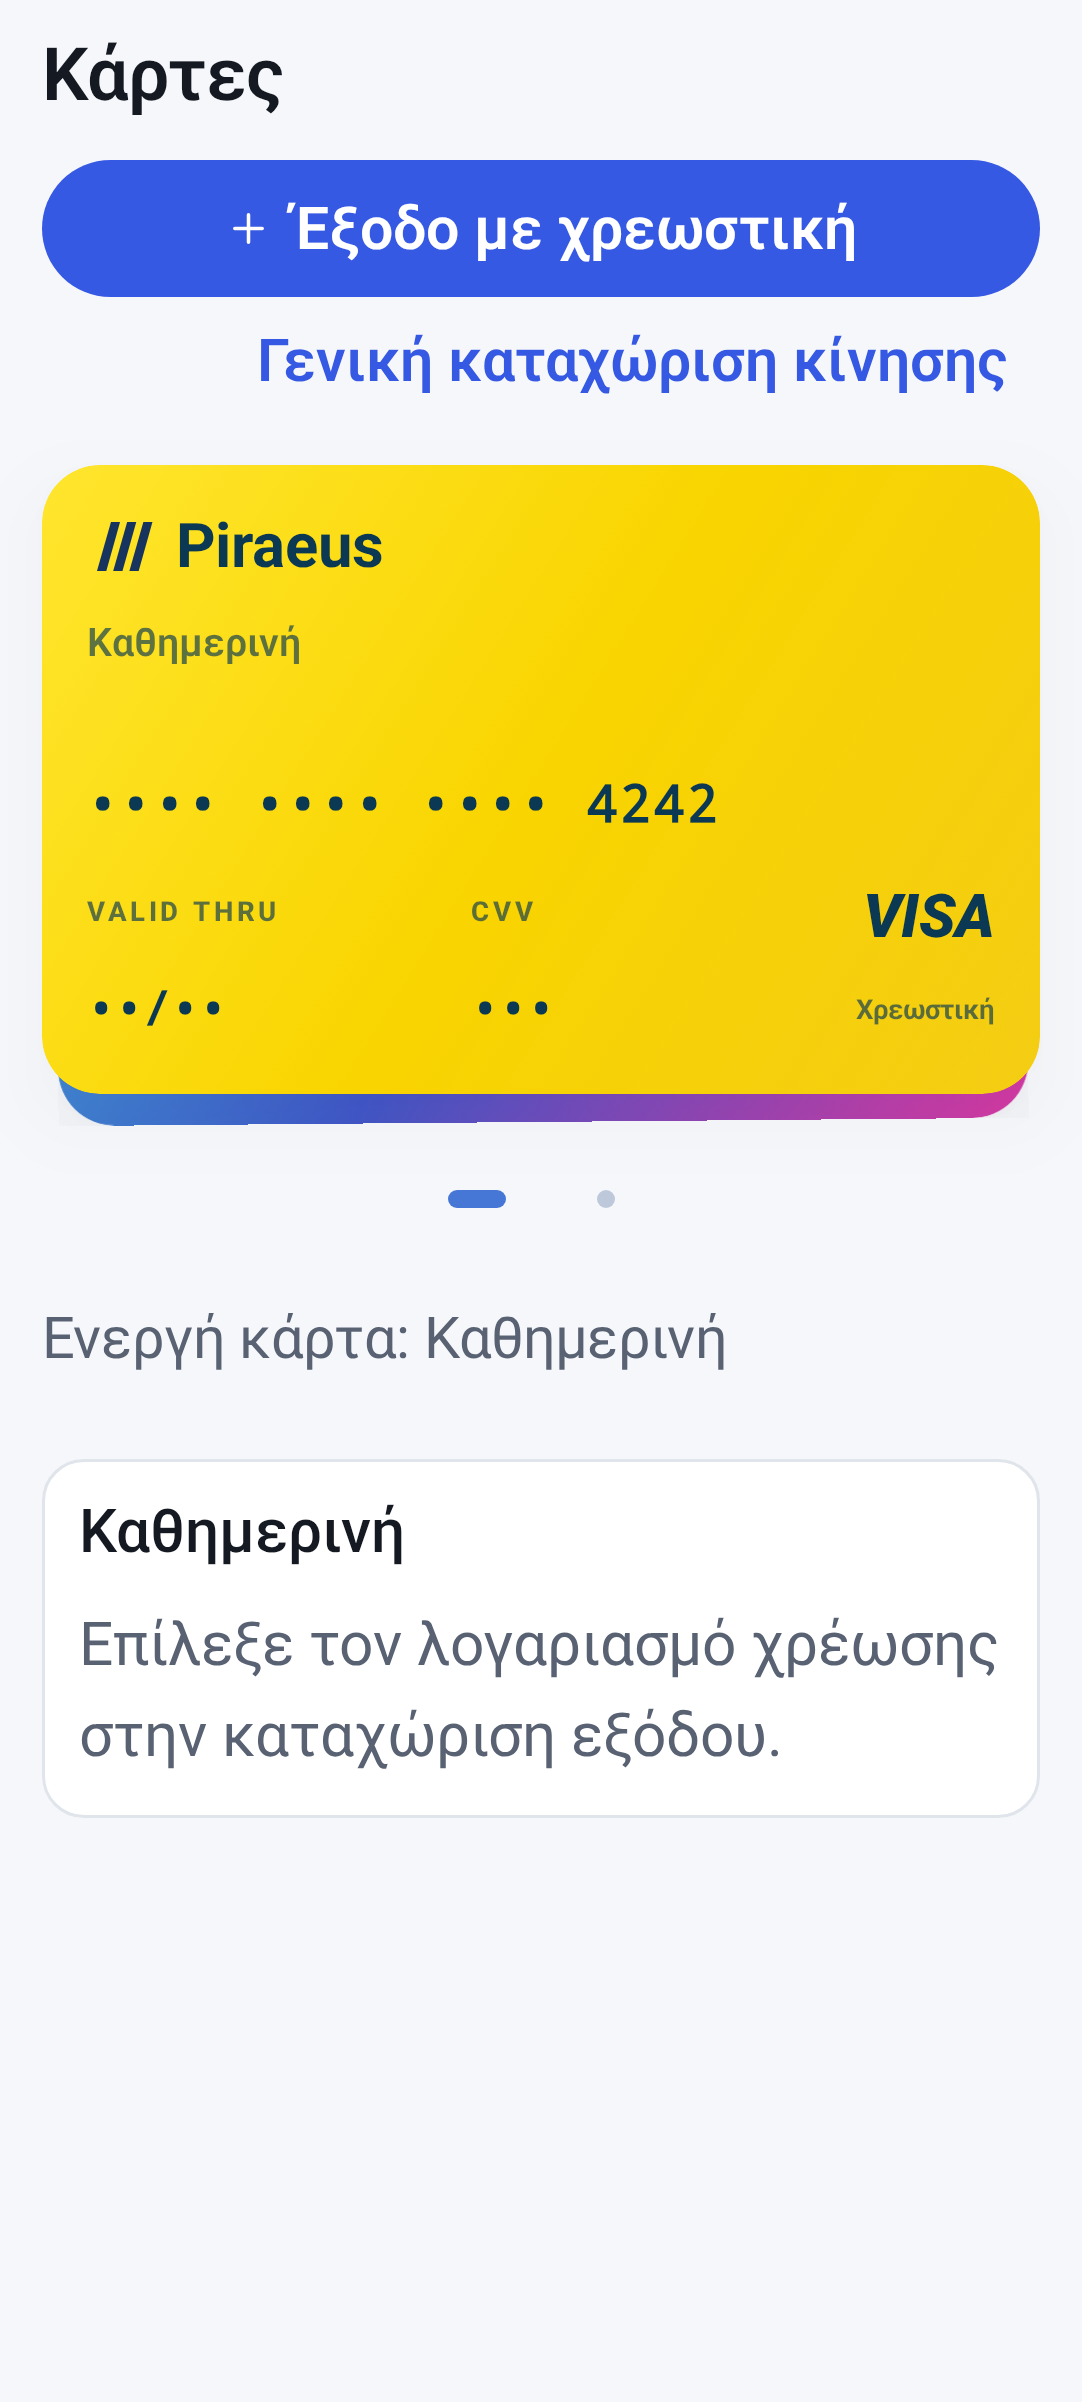 Κάρτες
+ Έξοδο με χρεωστική
Γενική καταχώριση κίνησης
Piraeus
Καθημερινή
•••• •••• •••• 4242
VALID THRU CVV VISA
••/•• ••• Χρεωστική
Ενεργή κάρτα: Καθημερινή
Καθημερινή
Επίλεξε τον λογαριασμό χρέωσης
στην καταχώριση εξόδου.